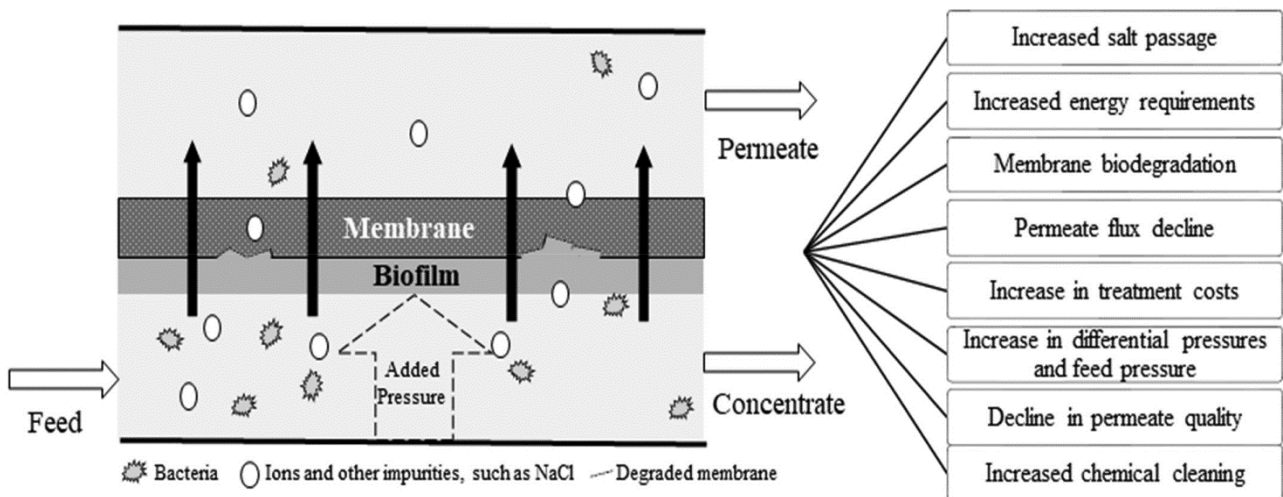 Permeate
Membrane
Biofilm
Added
Pressure
Feed
Concentrate
Bacteria
Ions and other impurities, such as NaCl
Degraded membrane
Increased salt passage
Increased energy requirements
Membrane biodegradation
Permeate flux decline
Increase in treatment costs
Increase in differential pressures
and feed pressure
Decline in permeate quality
Increased chemical cleaning